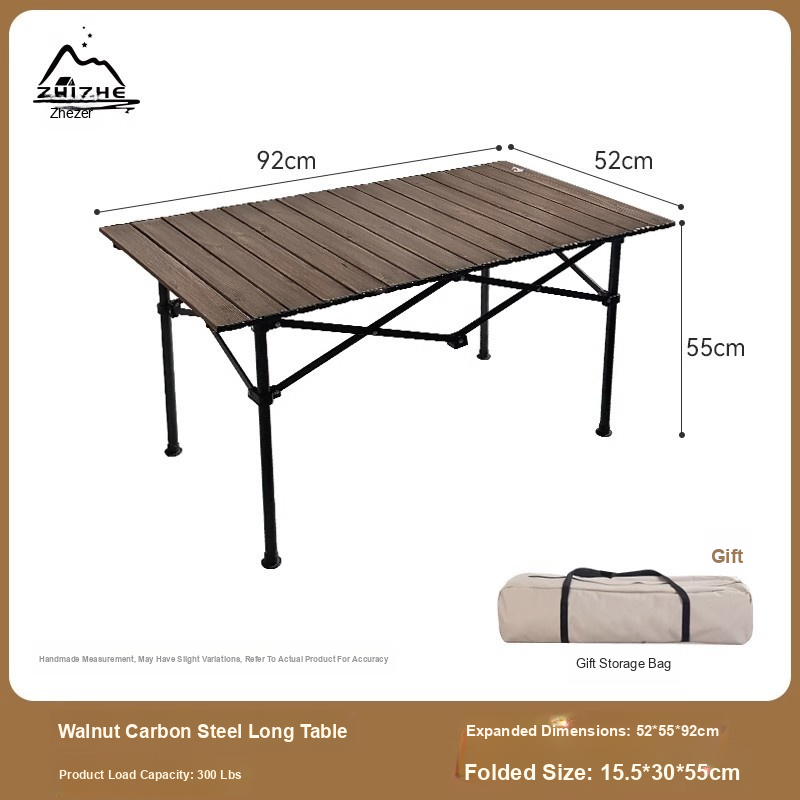 ZHIZHE
Zhezer
92cm
52cm
55cm
Gift
Gift Storage Bag
Handmade Measurement, May Have Slight Variations, Refer To Actual Product For Accuracy
Walnut Carbon Steel Long Table
Expanded Dimensions: 52*55*92cm
Product Load Capacity: 300 Lbs
Folded Size: 15.5*30*55cm